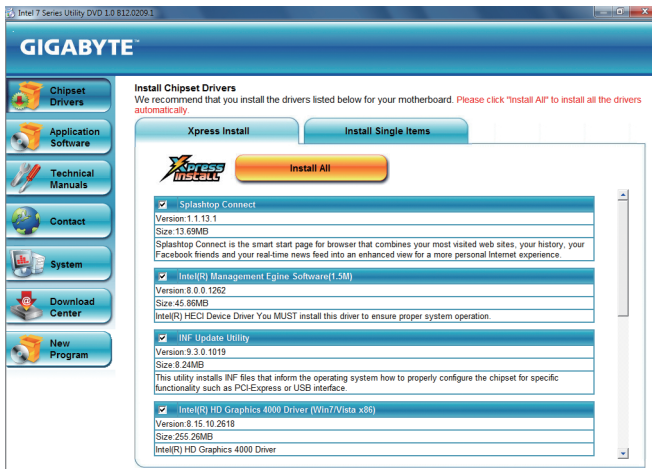 Intel 7 Series Utility DVD 1.0 B12.0209.1
GIGABYTE™
Chipset
Drivers
Application
Software
Technical
Manuals
Contact
System
Download
Center
New
Program
Install Chipset Drivers
We recommend that you install the drivers listed below for your motherboard. Please click "Install All" to install all the drivers
automatically.
Xpress Install
Install Single Items
Xpress
Install
Install All
Splashtop Connect
Version:1.1.13.1
Size:13.69MB
Splashtop Connect is the smart start page for browser that combines your most visited web sites, your history, your
Facebook friends and your real-time news feed into an enhanced view for a more personal Internet experience.
Intel(R) Management Egine Software(1.5M)
Version:8.0.0.1262
Size:45.86MB
Intel(R) HECI Device Driver You MUST install this driver to ensure proper system operation.
INF Update Utility
Version:9.3.0.1019
Size:8.24MB
This utility installs INF files that inform the operating system how to properly configure the chipset for specific
functionality such as PCI-Express or USB interface.
Intel(R) HD Graphics 4000 Driver (Win7/Vista x86)
Version:8.15.10.2618
Size:255.26MB
Intel(R) HD Graphics 4000 Driver